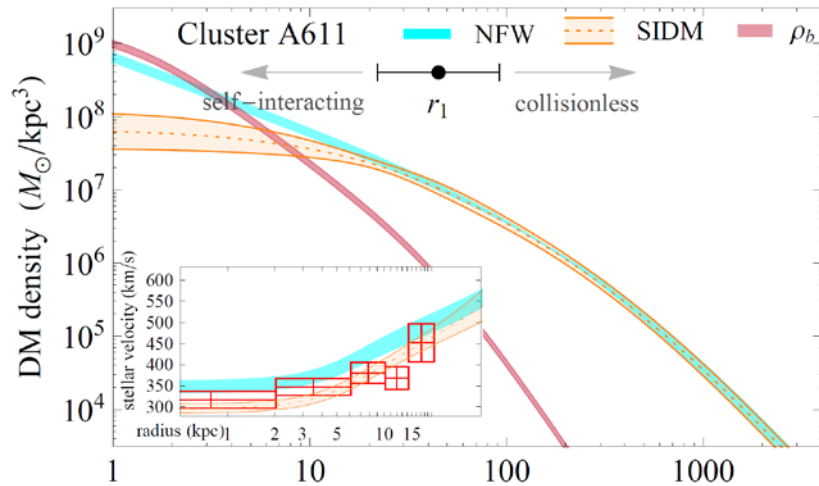 Cluster A611
NFW
SIDM
ρb
self-interacting
r1
collisionless
DM density (M⊙/kpc3)
10^9
10^8
10^7
10^6
10^5
10^4
1 10 100 1000
stellar velocity (km/s)
600
550
500
450
400
350
300
radius (kpc) 1 2 3 5 10 15